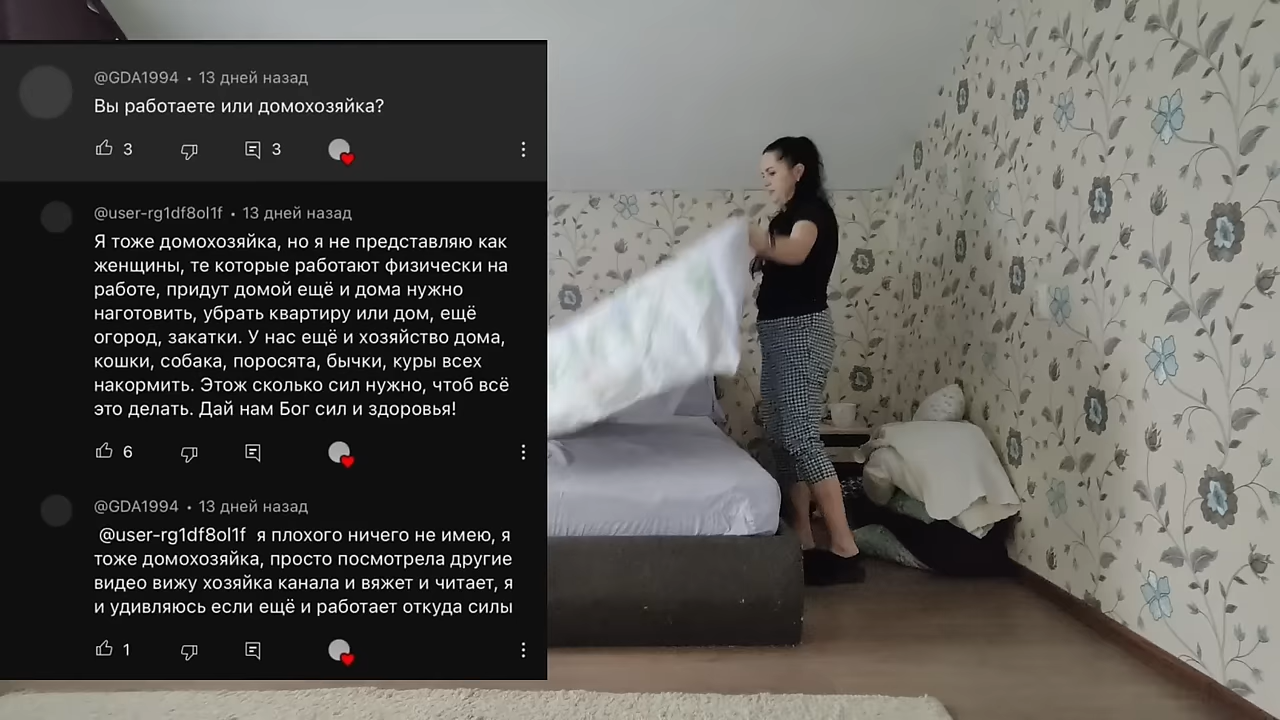 @GDA1994 • 13 дней назад
Вы работаете или домохозяйка?
3
3
@user-rg1df8ol1f • 13 дней назад
Я тоже домохозяйка, но я не представляю как
женщины, те которые работают физически на
работе, придут домой ещё и дома нужно
наготовить, убрать квартиру или дом, ещё
огород, закатки. У нас ещё и хозяйство дома,
кошки, собака, поросята, бычки, куры всех
накормить. Этож сколько сил нужно, чтоб всё
это делать. Дай нам Бог сил и здоровья!
6
@GDA1994 • 13 дней назад
@user-rg1df8ol1f я плохого ничего не имею, я
тоже домохозяйка, просто посмотрела другие
видео вижу хозяйка канала и вяжет и читает, я
и удивляюсь если ещё и работает откуда силы
1